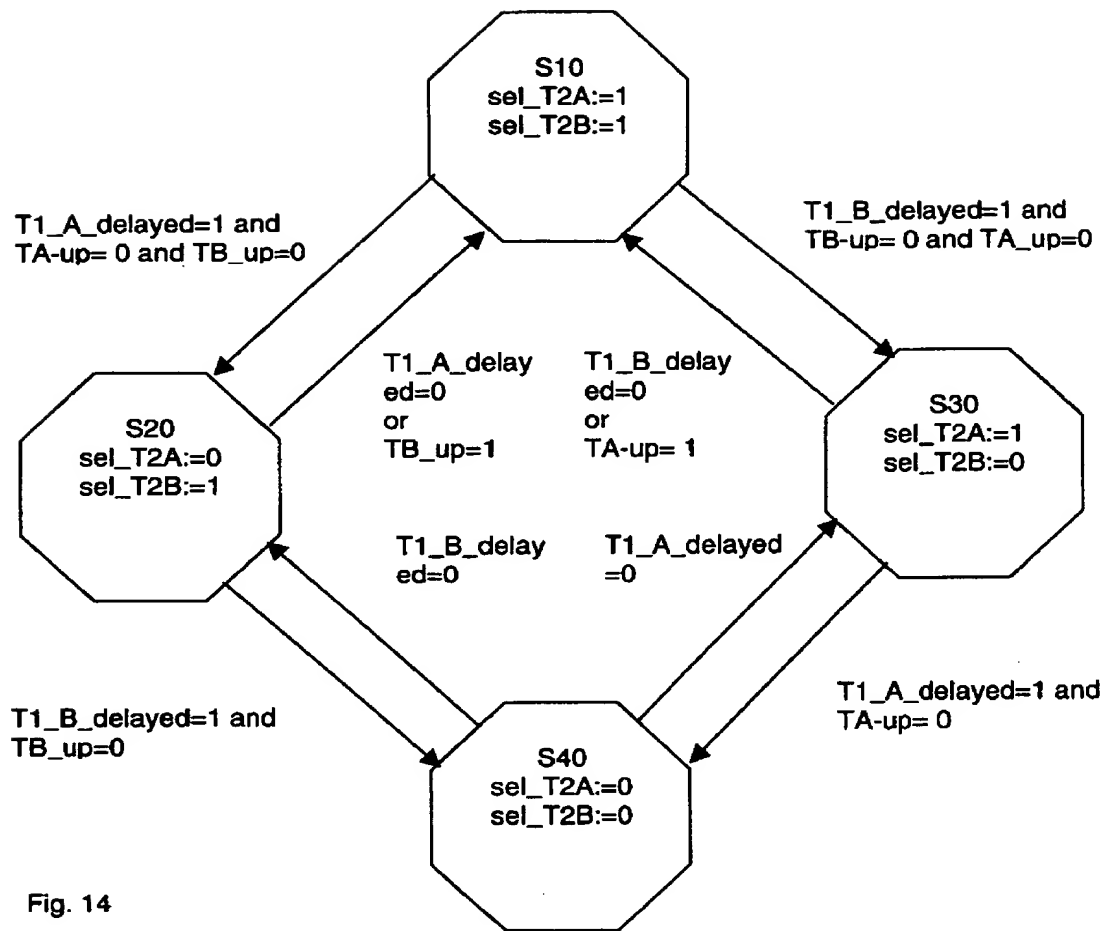 S10
sel_T2A:=1
sel_T2B:=1
T1_A_delayed=1 and
TA-up= 0 and TB_up=0
T1_B_delayed=1 and
TB-up= 0 and TA_up=0
T1_A_delay
ed=0
or
TB_up=1
T1_B_delay
ed=0
or
TA-up= 1
S20
sel_T2A:=0
sel_T2B:=1
S30
sel_T2A:=1
sel_T2B:=0
T1_B_delay
ed=0
T1_A_delayed
=0
T1_B_delayed=1 and
TB_up=0
T1_A_delayed=1 and
TA-up= 0
S40
sel_T2A:=0
sel_T2B:=0
Fig. 14